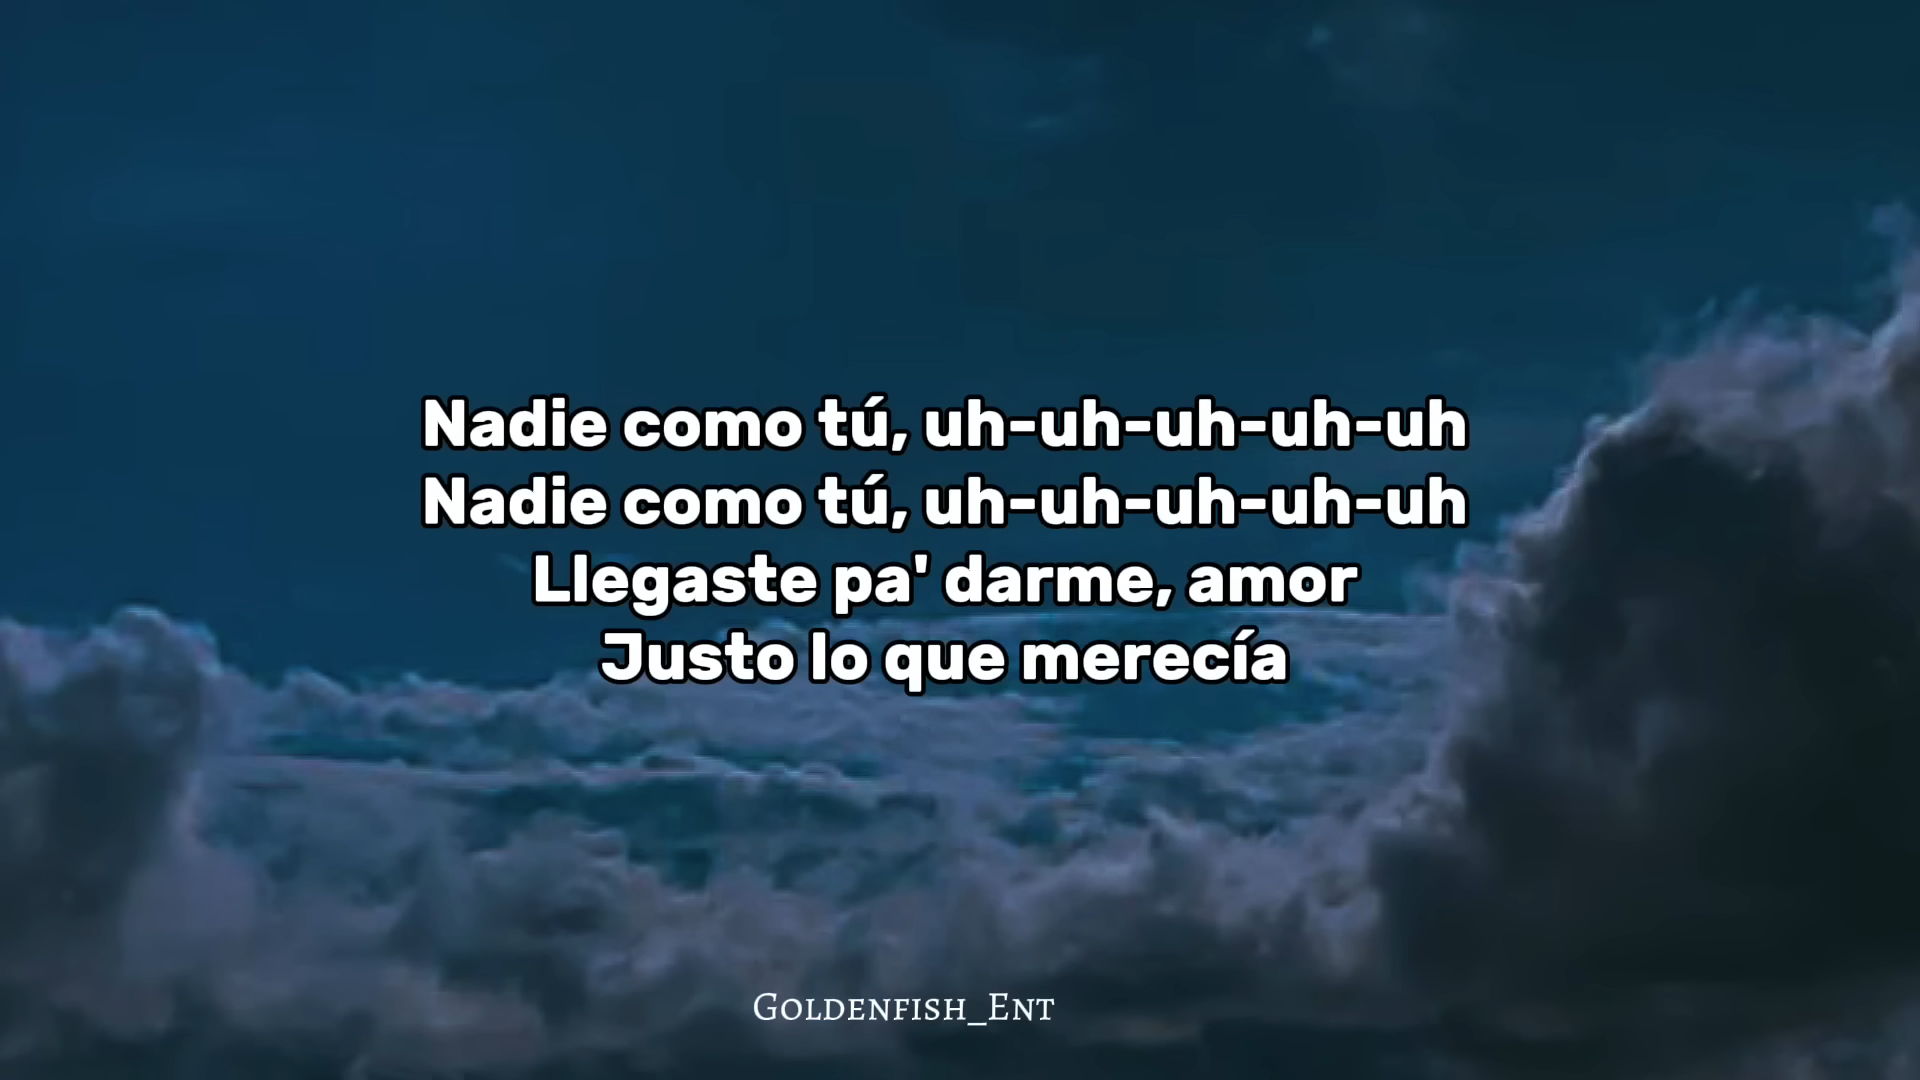 Nadie como tú, uh-uh-uh-uh-uh
Nadie como tú, uh-uh-uh-uh-uh
Llegaste pa' darme, amor
Justo lo que merecía
Goldenfish_Ent